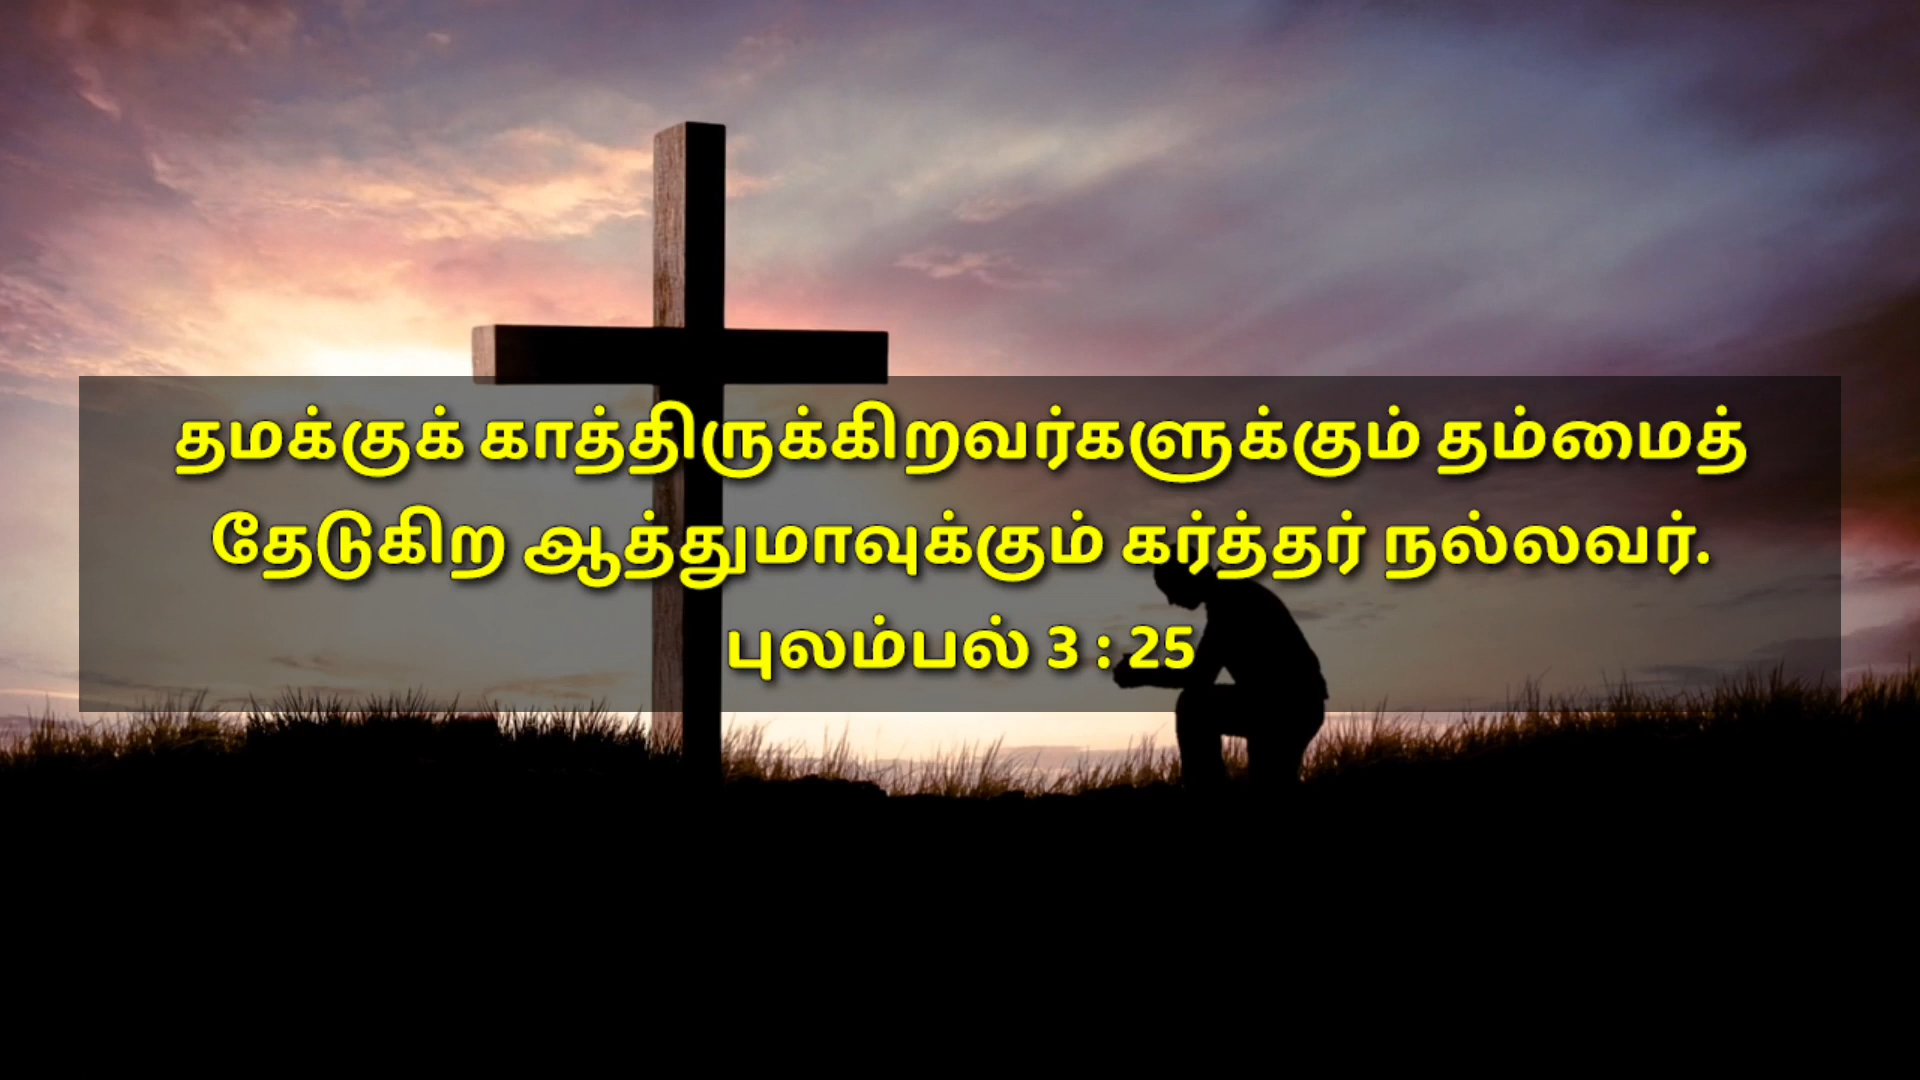 தமக்குக் காத்திருக்கிறவர்களுக்கும் தம்மைத்
தேடுகிற ஆத்துமாவுக்கும் கர்த்தர் நல்லவர்.
புலம்பல் 3 : 25